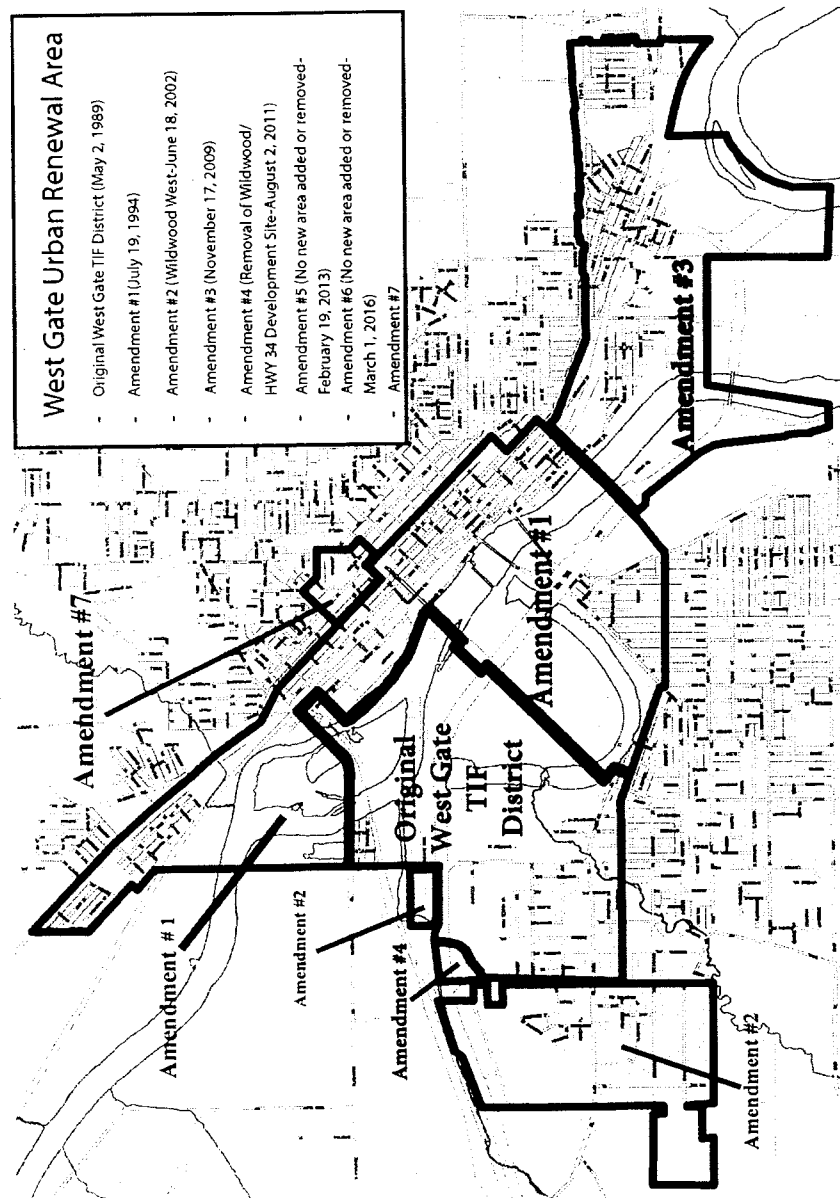 West Gate Urban Renewal Area
- Original West Gate TIF District (May 2, 1989)
- Amendment #1(July 19, 1994)
- Amendment #2 (Wildwood West-June 18, 2002)
- Amendment #3 (November 17, 2009)
- Amendment #4 (Removal of Wildwood/
HWY 34 Development Site-August 2, 2011)
- Amendment #5 (No new area added or removed-
February 19, 2013)
- Amendment #6 (No new area added or removed-
March 1, 2016)
- Amendment #7
Amendment #7
Amendment # 1
Amendment #2
Amendment #4
Original
West Gate
TIF
District
Amendment #1
Amendment #3
Amendment #2